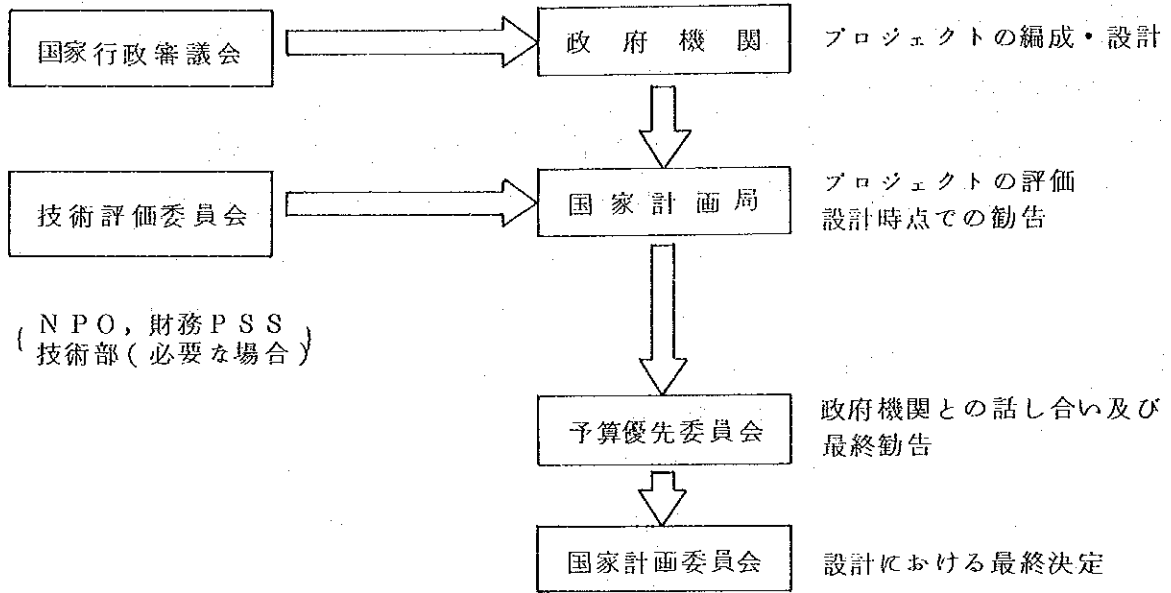 国家行政審議会
政府機関
プロジェクトの編成・設計
技術評価委員会
国家計画局
プロジェクトの評価
設計時点での勧告
NPO, 財務PSS
技術部(必要な場合)
予算優先委員会
政府機関との話し合い及び
最終勧告
国家計画委員会
設計における最終決定